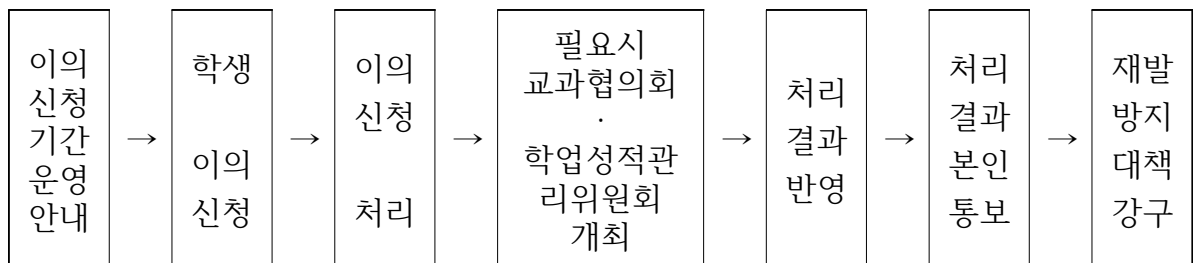 이의
신청
기간
운영
안내
→
학생
이의
신청
→
이의
신청
처리
→
필요시
교과협의회
·
학업성적관
리위원회
개최
→
처리
결과
반영
→
처리
결과
본인
통보
→
재발
방지
대책
강구